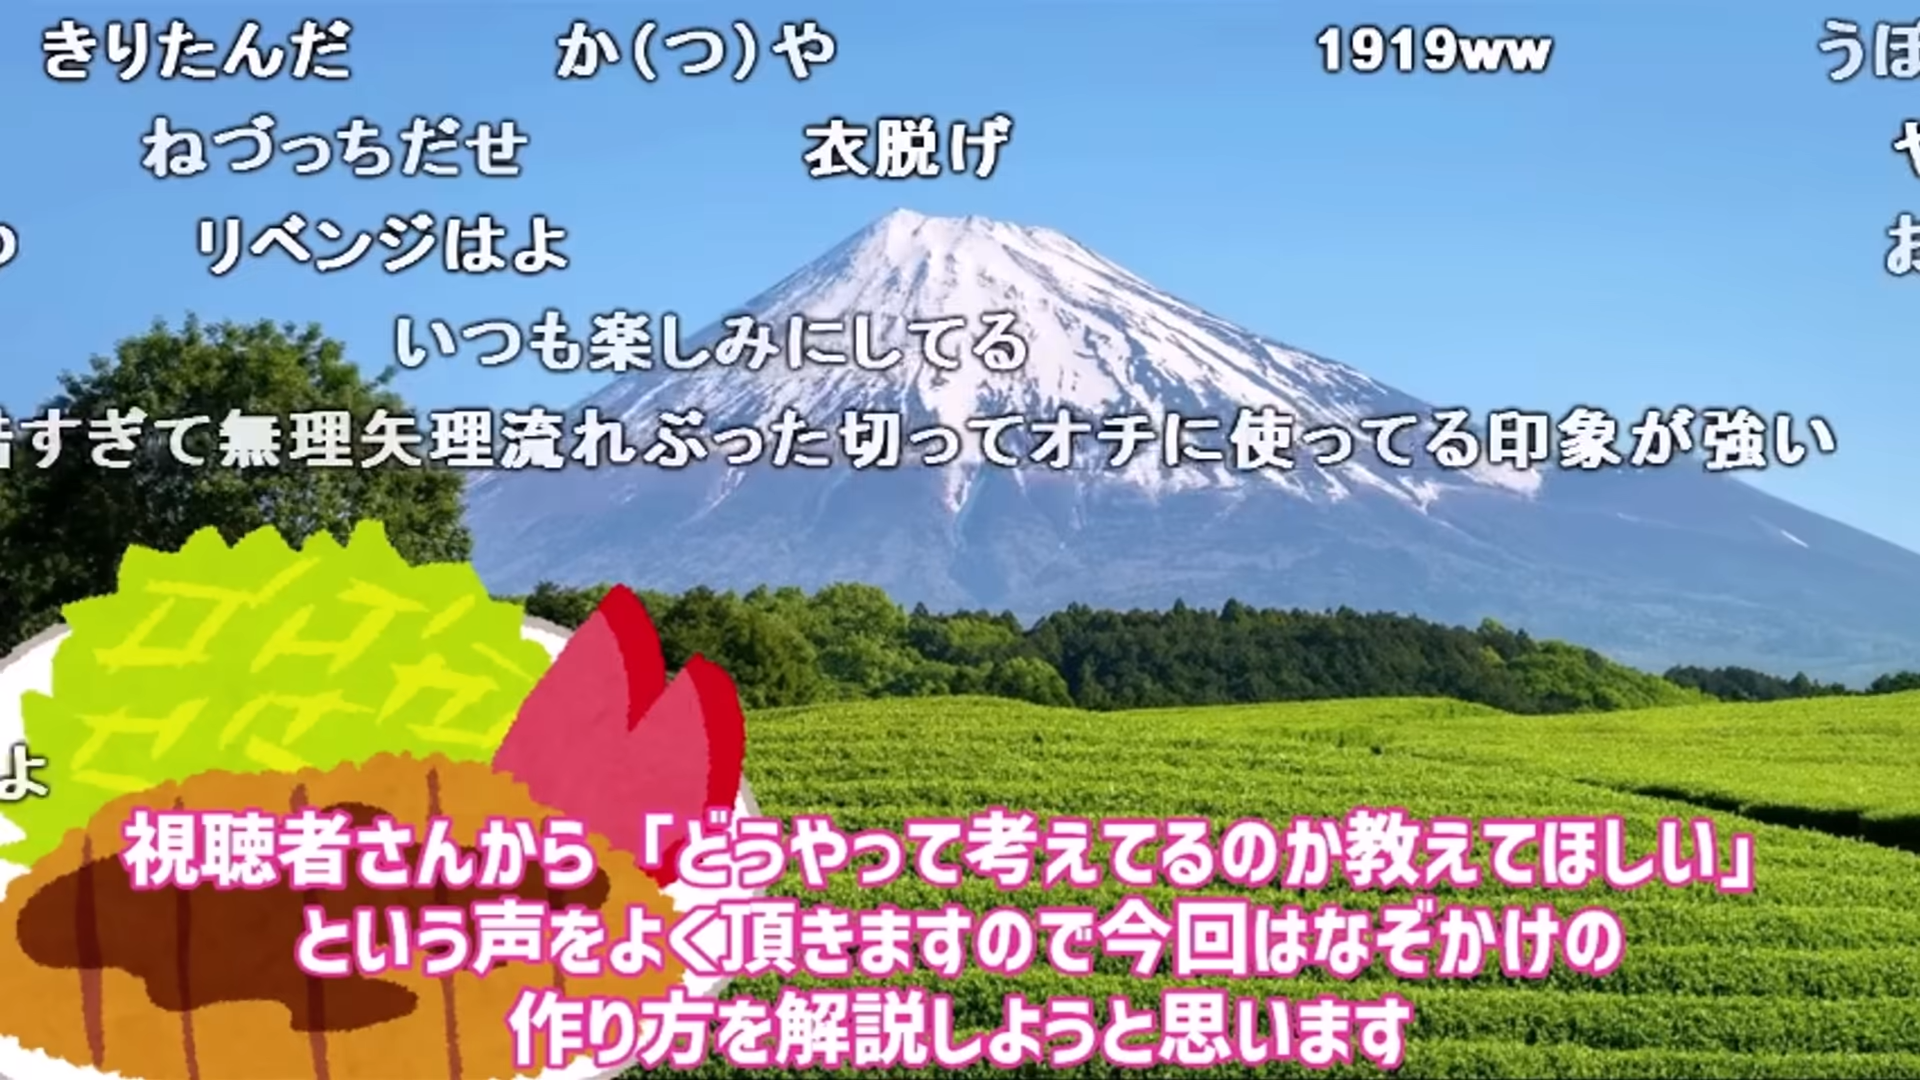 きりたんだ
か(つ)や
1919ww
うぽ
ねづっちだせ
衣脱げ
リベンジはよ
お
いつも楽しみにしてる
すぎて無理矢理流れぶった切ってオチに使ってる印象が強い
よ
視聴者さんから「どうやって考えてるのか教えてほしい」
という声をよく頂きますので今回はなぞかけの
作り方を解説しようと思います